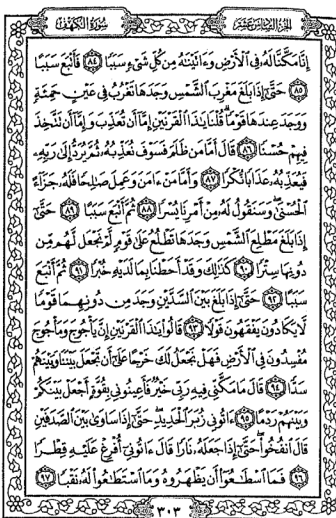 الجزء السادس عشر
سورة الكهف
إِنَّا مَكَّنَّا لَهُۥ فِى ٱلْأَرْضِ وَءَاتَيْنَٰهُ مِن كُلِّ شَىْءٍ سَبَبًا ٨٤ فَأَتْبَعَ سَبَبًا
٨٥ حَتَّىٰٓ إِذَا بَلَغَ مَغْرِبَ ٱلشَّمْسِ وَجَدَهَا تَغْرُبُ فِى عَيْنٍ حَمِئَةٍ
وَوَجَدَ عِندَهَا قَوْمًا ۗ قُلْنَا يَٰذَا ٱلْقَرْنَيْنِ إِمَّآ أَن تُعَذِّبَ وَإِمَّآ أَن تَتَّخِذَ
فِيهِمْ حُسْنًا ٨٦ قَالَ أَمَّا مَن ظَلَمَ فَسَوْفَ نُعَذِّبُهُۥ ثُمَّ يُرَدُّ إِلَىٰ رَبِّهِۦ
فَيُعَذِّبُهُۥ عَذَابًا نُّكْرًا ٨٧ وَأَمَّا مَنْ ءَامَنَ وَعَمِلَ صَٰلِحًا فَلَهُۥ جَزَآءً
ٱلْحُسْنَىٰ ۖ وَسَنَقُولُ لَهُۥ مِنْ أَمْرِنَا يُسْرًا ٨٨ ثُمَّ أَتْبَعَ سَبَبًا ٨٩ حَتَّىٰٓ
إِذَا بَلَغَ مَطْلِعَ ٱلشَّمْسِ وَجَدَهَا تَطْلُعُ عَلَىٰ قَوْمٍ لَّمْ نَجْعَل لَّهُم مِّن
دُونِهَا سِتْرًا ٩٠ كَذَٰلِكَ وَقَدْ أَحَطْنَا بِمَا لَدَيْهِ خُبْرًا ٩١ ثُمَّ أَتْبَعَ
سَبَبًا ٩٢ حَتَّىٰٓ إِذَا بَلَغَ بَيْنَ ٱلسَّدَّيْنِ وَجَدَ مِن دُونِهِمَا قَوْمًا
لَّا يَكَادُونَ يَفْقَهُونَ قَوْلًا ٩٣ قَالُوا۟ يَٰذَا ٱلْقَرْنَيْنِ إِنَّ يَأْجُوجَ وَمَأْجُوجَ
مُفْسِدُونَ فِى ٱلْأَرْضِ فَهَلْ نَجْعَلُ لَكَ خَرْجًا عَلَىٰٓ أَن تَجْعَلَ بَيْنَنَا وَبَيْنَهُمْ
سَدًّا ٩٤ قَالَ مَا مَكَّنِّى فِيهِ رَبِّى خَيْرٌ فَأَعِينُونِى بِقُوَّةٍ أَجْعَلْ بَيْنَكُمْ
وَبَيْنَهُمْ رَدْمًا ٩٥ ءَاتُونِى زُبَرَ ٱلْحَدِيدِ ۖ حَتَّىٰٓ إِذَا سَاوَىٰ بَيْنَ ٱلصَّدَفَيْنِ
قَالَ ٱنفُخُوا۟ ۖ حَتَّىٰٓ إِذَا جَعَلَهُۥ نَارًا قَالَ ءَاتُونِىٓ أُفْرِغْ عَلَيْهِ قِطْرًا
٩٦ فَمَا ٱسْطَٰعُوٓا۟ أَن يَظْهَرُوهُ وَمَا ٱسْتَطَٰعُوا۟ لَهُۥ نَقْبًا ٩٧
٣٠٣